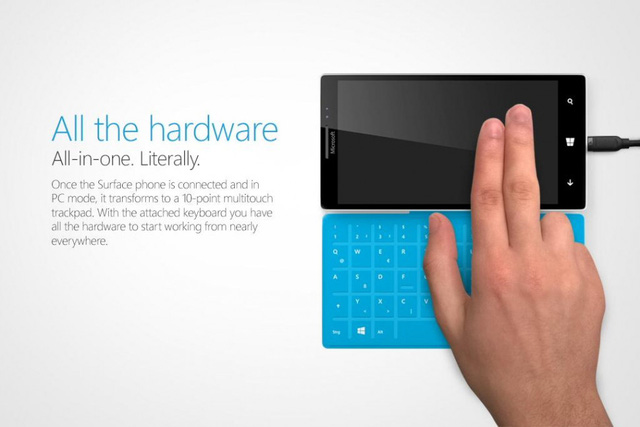 All the hardware
All-in-one. Literally.
Once the Surface phone is connected and in
PC mode, it transforms to a 10-point multitouch
trackpad. With the attached keyboard you have
all the hardware to start working from nearly
everywhere.
Microsoft
Q W E R
A S D F
Y X C V